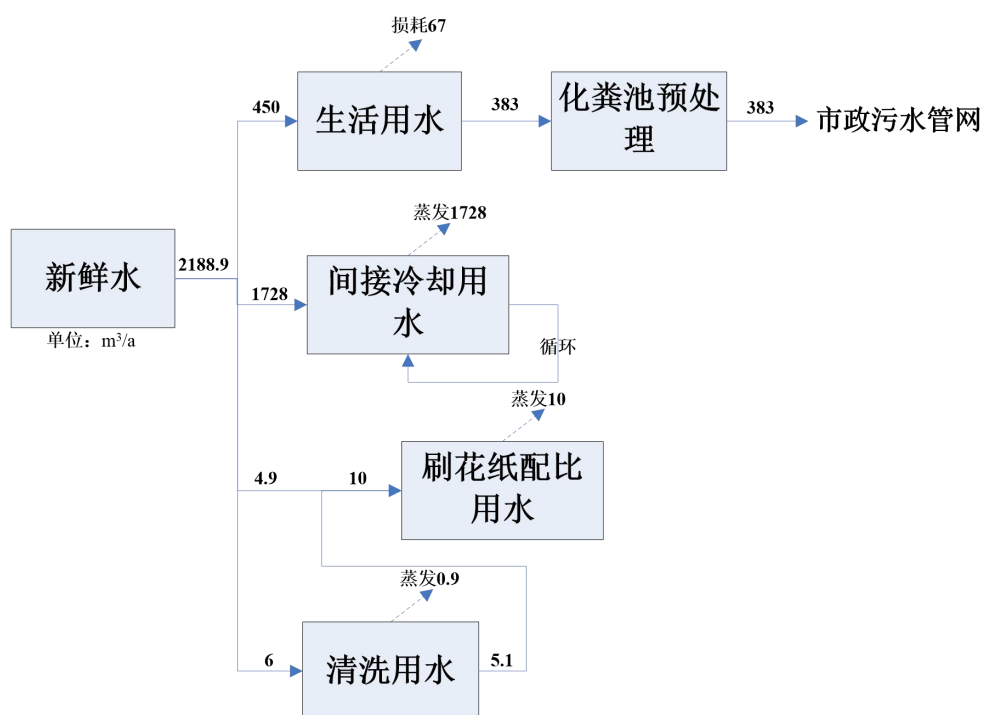 损耗67
450
生活用水
383
化粪池预处
理
383
市政污水管网
新鲜水
2188.9
单位：m³/a
蒸发1728
1728
间接冷却用
水
循环
蒸发10
4.9
10
刷花纸配比
用水
蒸发0.9
6
清洗用水
5.1